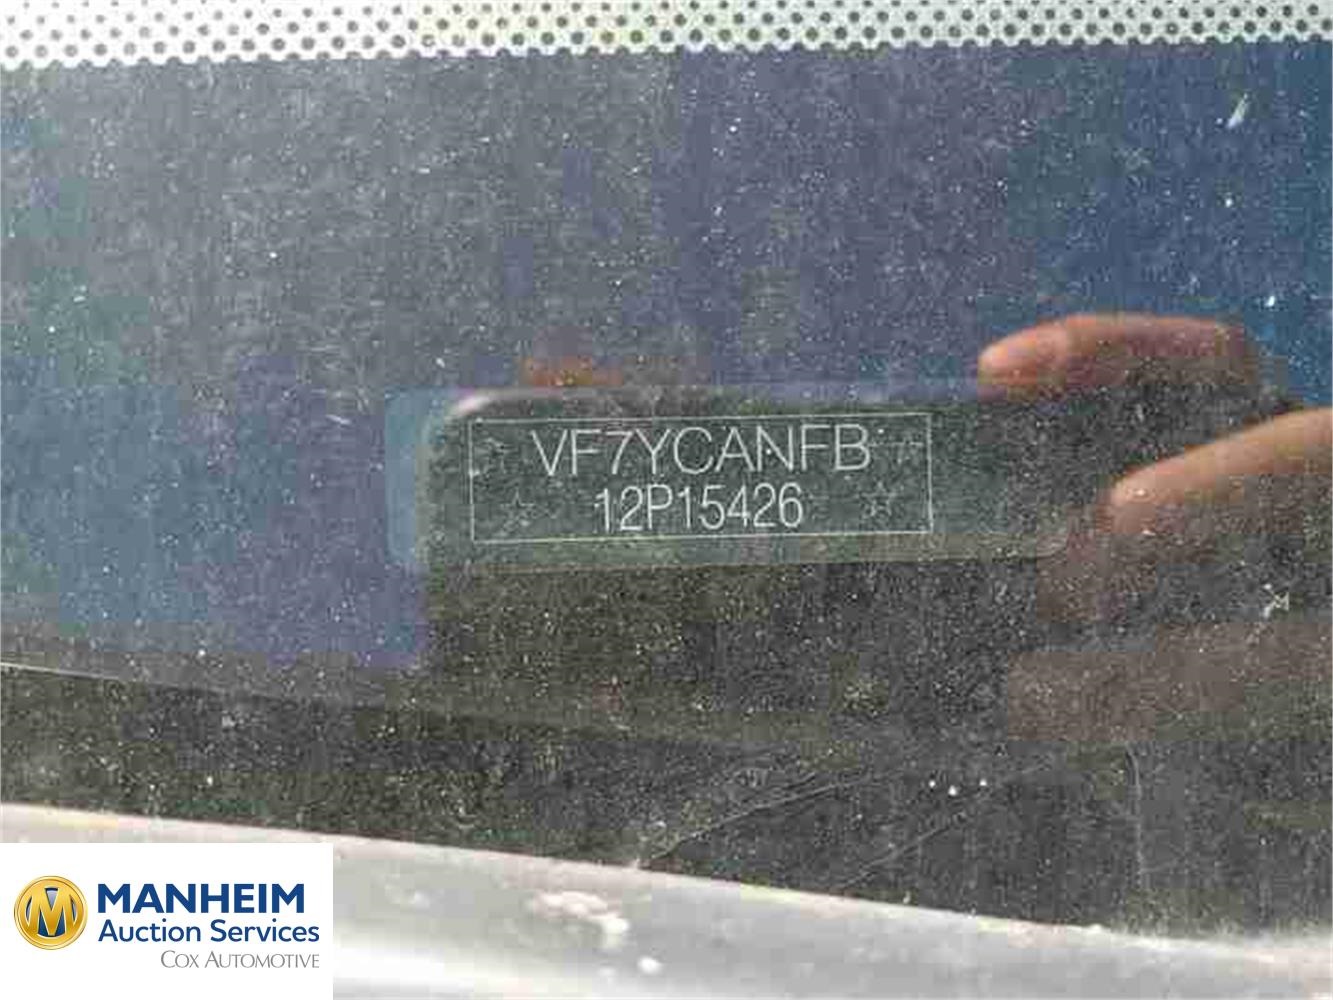 VF7YCANFB
12P15426
MANHEIM
Auction Services
COX AUTOMOTIVE